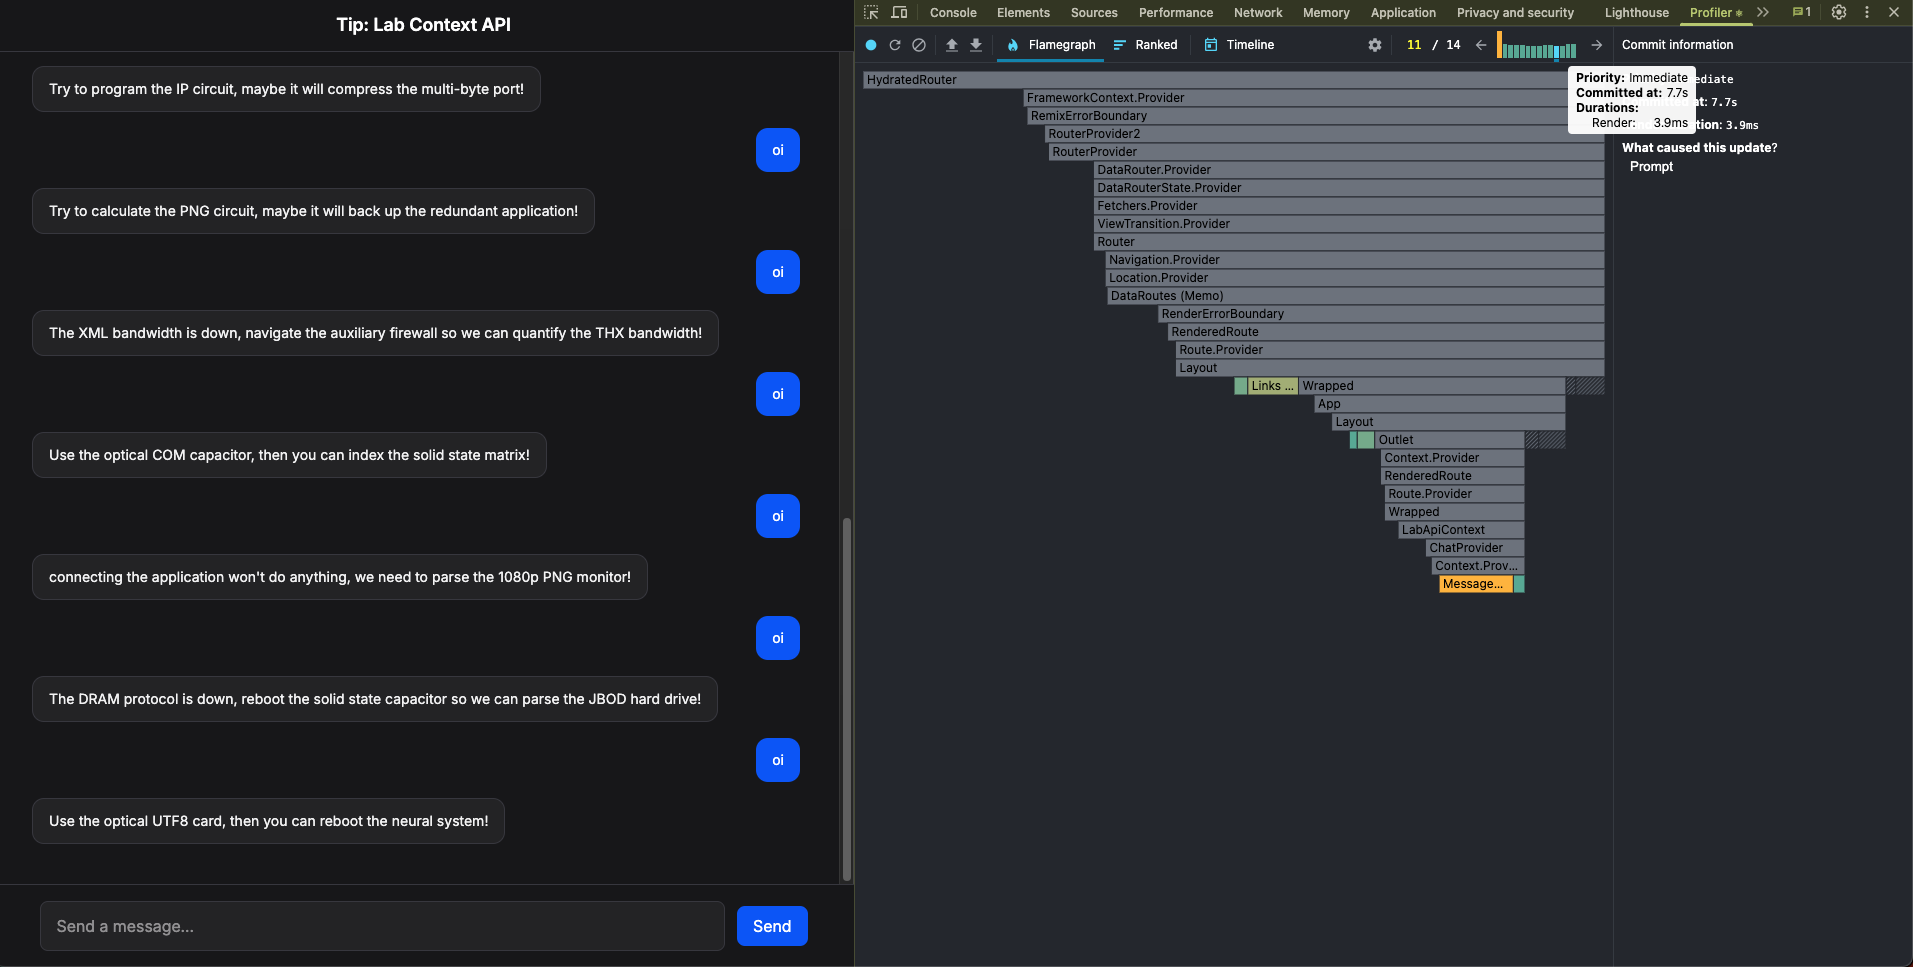 Tip: Lab Context API
Try to program the IP circuit, maybe it will compress the multi-byte port!
oi
Try to calculate the PNG circuit, maybe it will back up the redundant application!
oi
The XML bandwidth is down, navigate the auxiliary firewall so we can quantify the THX bandwidth!
oi
Use the optical COM capacitor, then you can index the solid state matrix!
oi
connecting the application won't do anything, we need to parse the 1080p PNG monitor!
oi
The DRAM protocol is down, reboot the solid state capacitor so we can parse the JBOD hard drive!
oi
Use the optical UTF8 card, then you can reboot the neural system!
Send a message...
Send
Console Elements Sources Performance Network Memory Application Privacy and security Lighthouse Profiler 1
Flamegraph Ranked Timeline 11 / 14 Commit information
HydratedRouter
FrameworkContext.Provider
RemixErrorBoundary
RouterProvider2
RouterProvider
DataRouter.Provider
DataRouterState.Provider
Fetchers.Provider
ViewTransition.Provider
Router
Navigation.Provider
Location.Provider
DataRoutes (Memo)
RenderErrorBoundary
RenderedRoute
Route.Provider
Layout
Links ... Wrapped
App
Layout
Outlet
Context.Provider
RenderedRoute
Route.Provider
Wrapped
LabApiContext
ChatProvider
Context.Prov...
Message...
Priority: Immediate
Committed at: 7.7s
Durations:
Render: 3.9ms
ediate
at: 7.7s
tion: 3.9ms
What caused this update?
Prompt